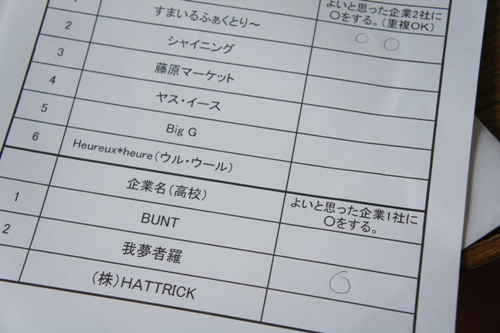 すまいるふぁくとり～
よいと思った企業2社に
〇をする。(重複OK)
2 シャイニング ○ ○
3 藤原マーケット
4 ヤス・イース
5 Big G
6 Heureux*heure(ウル・ウール)
企業名(高校)
よいと思った企業1社に
〇をする。
1 BUNT
2 我夢者羅
(株)HATTRICK ○